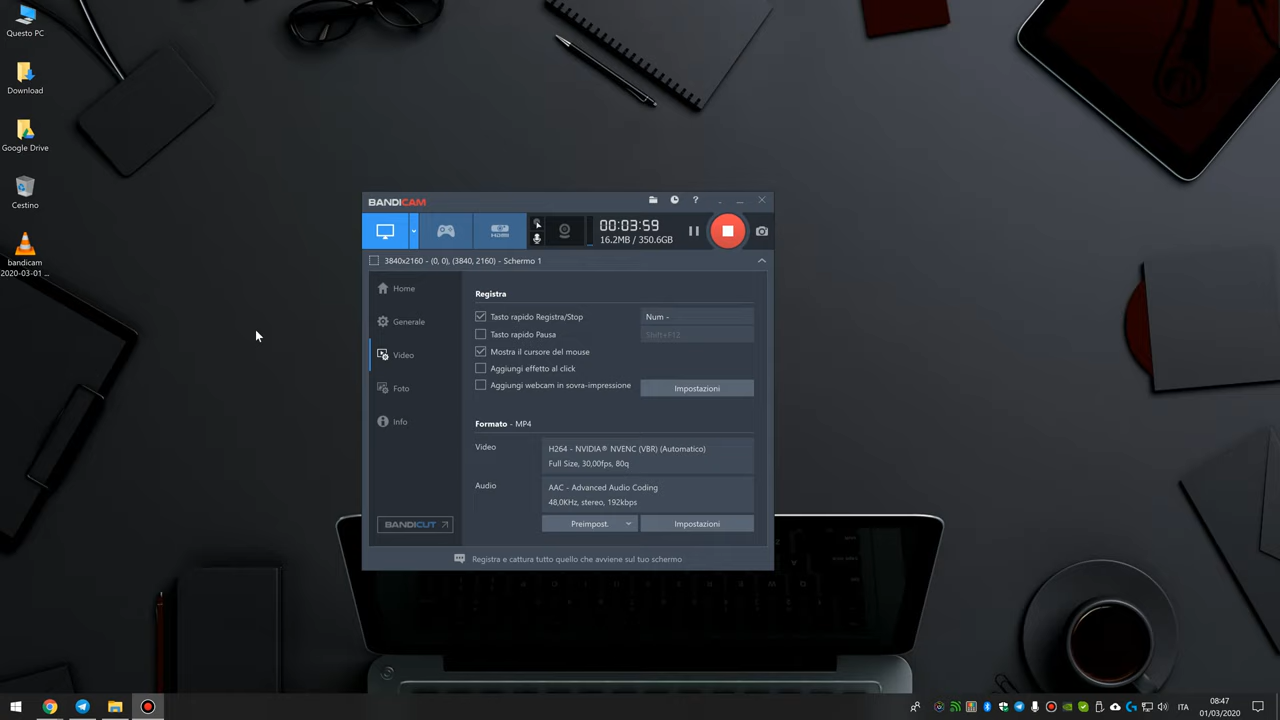 Questo PC
Download
Google Drive
Cestino
bandicam
2020-03-01 ...
BANDICAM
?
HDMI
00:03:59
16.2MB / 350.6GB
3840x2160 - (0, 0), (3840, 2160) - Schermo 1
Home
Generale
Video
Foto
Info
BANDICUT
Registra
Tasto rapido Registra/Stop
Num -
Tasto rapido Pausa
Shift+F12
Mostra il cursore del mouse
Aggiungi effetto al click
Aggiungi webcam in sovra-impressione
Impostazioni
Formato - MP4
Video
H264 - NVIDIA® NVENC (VBR) (Automatico)
Full Size, 30,00fps, 80q
Audio
AAC - Advanced Audio Coding
48,0KHz, stereo, 192kbps
Preimpost.
Impostazioni
Registra e cattura tutto quello che avviene sul tuo schermo
ITA
08:47
01/03/2020